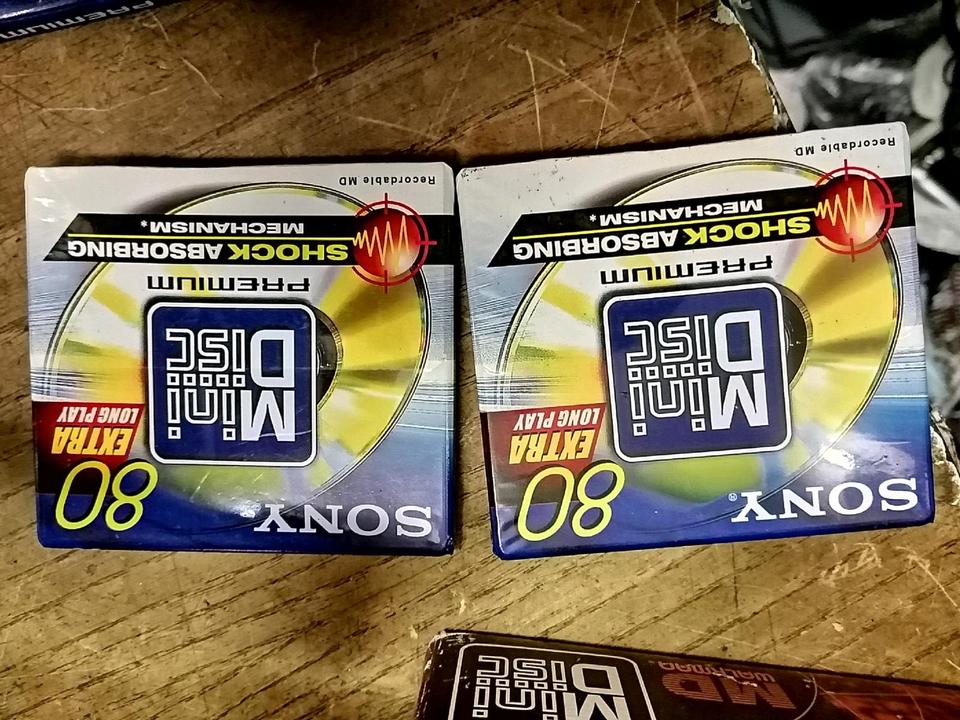 MD
WALKMAN
Mini
Disc
SONY®
80
EXTRA
LONG PLAY
Mini
Disc
PREMIUM
SHOCK ABSORBING
MECHANISM*
Recordable MD
SONY®
80
EXTRA
LONG PLAY
Mini
Disc
PREMIUM
SHOCK ABSORBING
MECHANISM*
Recordable MD
PREMIUM